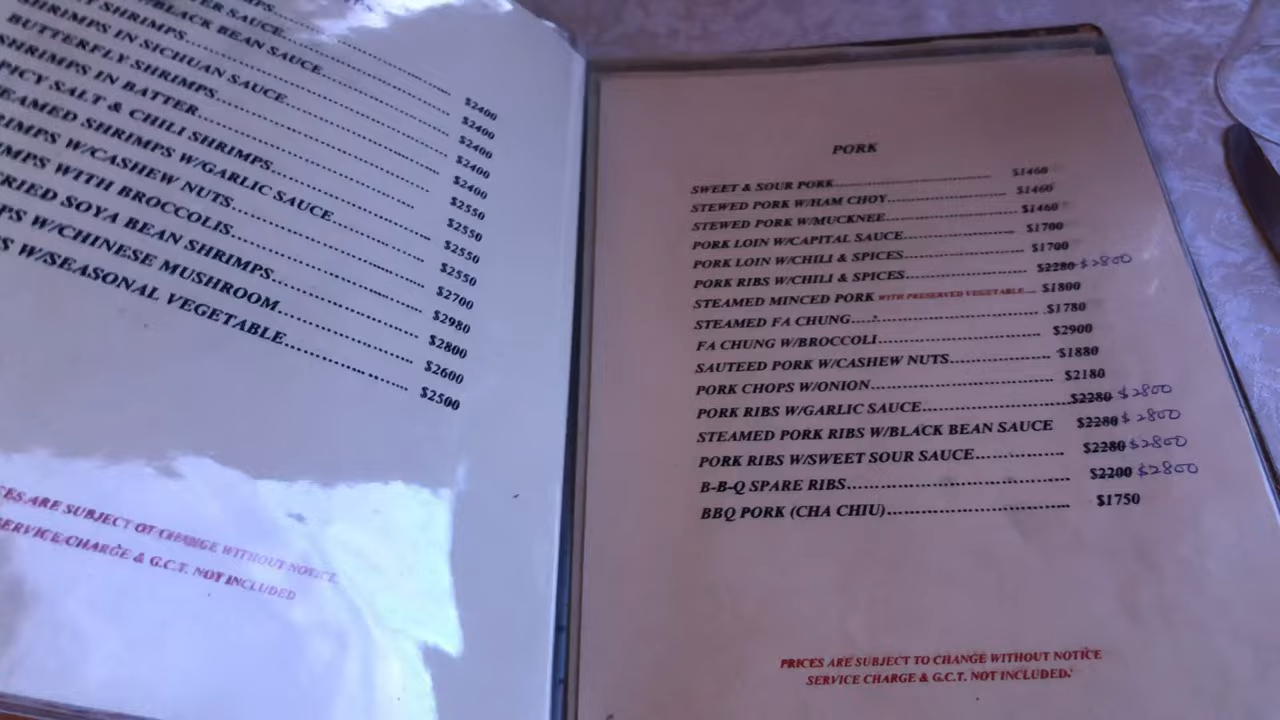 SAUCE
W/BLACK BEAN SAUCE........ $2400
SHRIMPS........ $2400
SHRIMPS IN SICHUAN SAUCE........ $2400
BUTTERFLY SHRIMPS........ $2400
SHRIMPS IN BATTER........ $2550
SALT & CHILI SHRIMPS........ $2550
SHRIMPS W/GARLIC SAUCE........ $2550
W/CASHEW NUTS........ $2700
WITH BROCCOLIS........ $2980
SOYA BEAN SHRIMPS........ $2800
W/CHINESE MUSHROOM........ $2600
W/SEASONAL VEGETABLE........ $2500
ARE SUBJECT OT CHANGE WITHOUT NOTICE
SERVICE CHARGE & G.C.T. NOT INCLUDED
PORK
SWEET & SOUR PORK........ $1460
STEWED PORK W/HAM CHOY........ $1460
STEWED PORK W/MUCKNEE........ $1460
PORK LOIN W/CAPITAL SAUCE........ $1700
PORK LOIN W/CHILI & SPICES........ $1700
PORK RIBS W/CHILI & SPICES........ $2280 $2800
STEAMED MINCED PORK WITH PRESERVED VEGETABLE.... $1800
STEAMED FA CHUNG........ $1780
FA CHUNG W/BROCCOLI........ $2900
SAUTEED PORK W/CASHEW NUTS........ $1880
PORK CHOPS W/ONION........ $2180
PORK RIBS W/GARLIC SAUCE........ $2280 $2800
STEAMED PORK RIBS W/BLACK BEAN SAUCE $2280 $2800
PORK RIBS W/SWEET SOUR SAUCE........ $2280 $2800
B-B-Q SPARE RIBS........ $2200 $2800
BBQ PORK (CHA CHIU)........ $1750
PRICES ARE SUBJECT TO CHANGE WITHOUT NOTICE
SERVICE CHARGE & G.C.T. NOT INCLUDED.